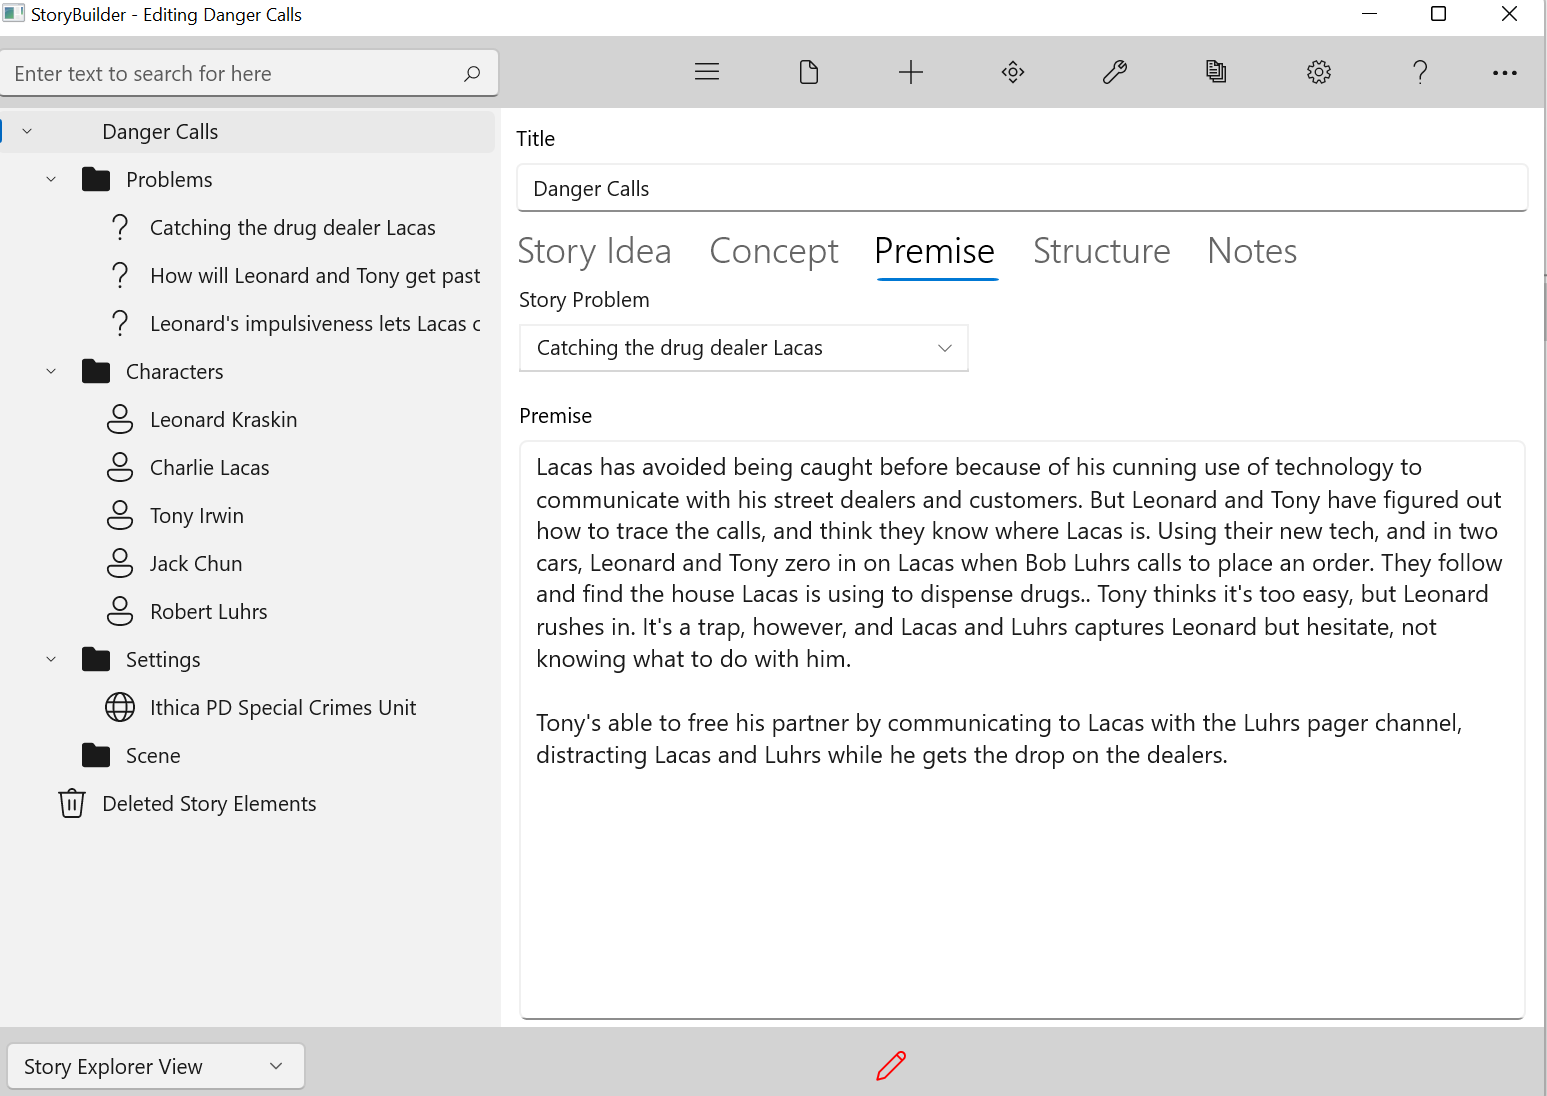 StoryBuilder - Editing Danger Calls
Enter text to search for here
Danger Calls
Problems
Catching the drug dealer Lacas
How will Leonard and Tony get past
Leonard's impulsiveness lets Lacas c
Characters
Leonard Kraskin
Charlie Lacas
Tony Irwin
Jack Chun
Robert Luhrs
Settings
Ithica PD Special Crimes Unit
Scene
Deleted Story Elements
Title
Danger Calls
Story Idea Concept Premise Structure Notes
Story Problem
Catching the drug dealer Lacas
Premise
Lacas has avoided being caught before because of his cunning use of technology to
communicate with his street dealers and customers. But Leonard and Tony have figured out
how to trace the calls, and think they know where Lacas is. Using their new tech, and in two
cars, Leonard and Tony zero in on Lacas when Bob Luhrs calls to place an order. They follow
and find the house Lacas is using to dispense drugs.. Tony thinks it's too easy, but Leonard
rushes in. It's a trap, however, and Lacas and Luhrs captures Leonard but hesitate, not
knowing what to do with him.
Tony's able to free his partner by communicating to Lacas with the Luhrs pager channel,
distracting Lacas and Luhrs while he gets the drop on the dealers.
Story Explorer View